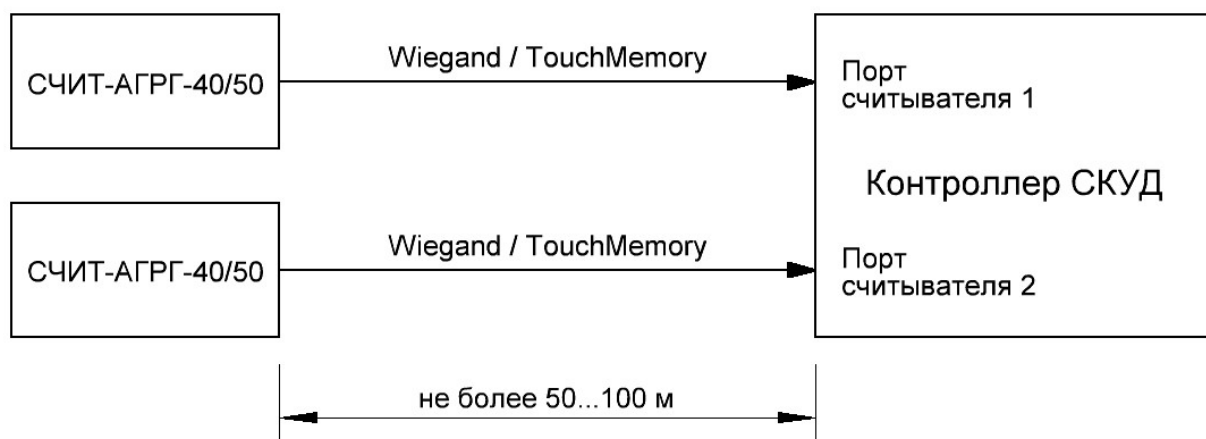 СЧИТ-АГРГ-40/50
Wiegand / TouchMemory
Порт
считывателя 1
Контроллер СКУД
СЧИТ-АГРГ-40/50
Wiegand / TouchMemory
Порт
считывателя 2
не более 50...100 м